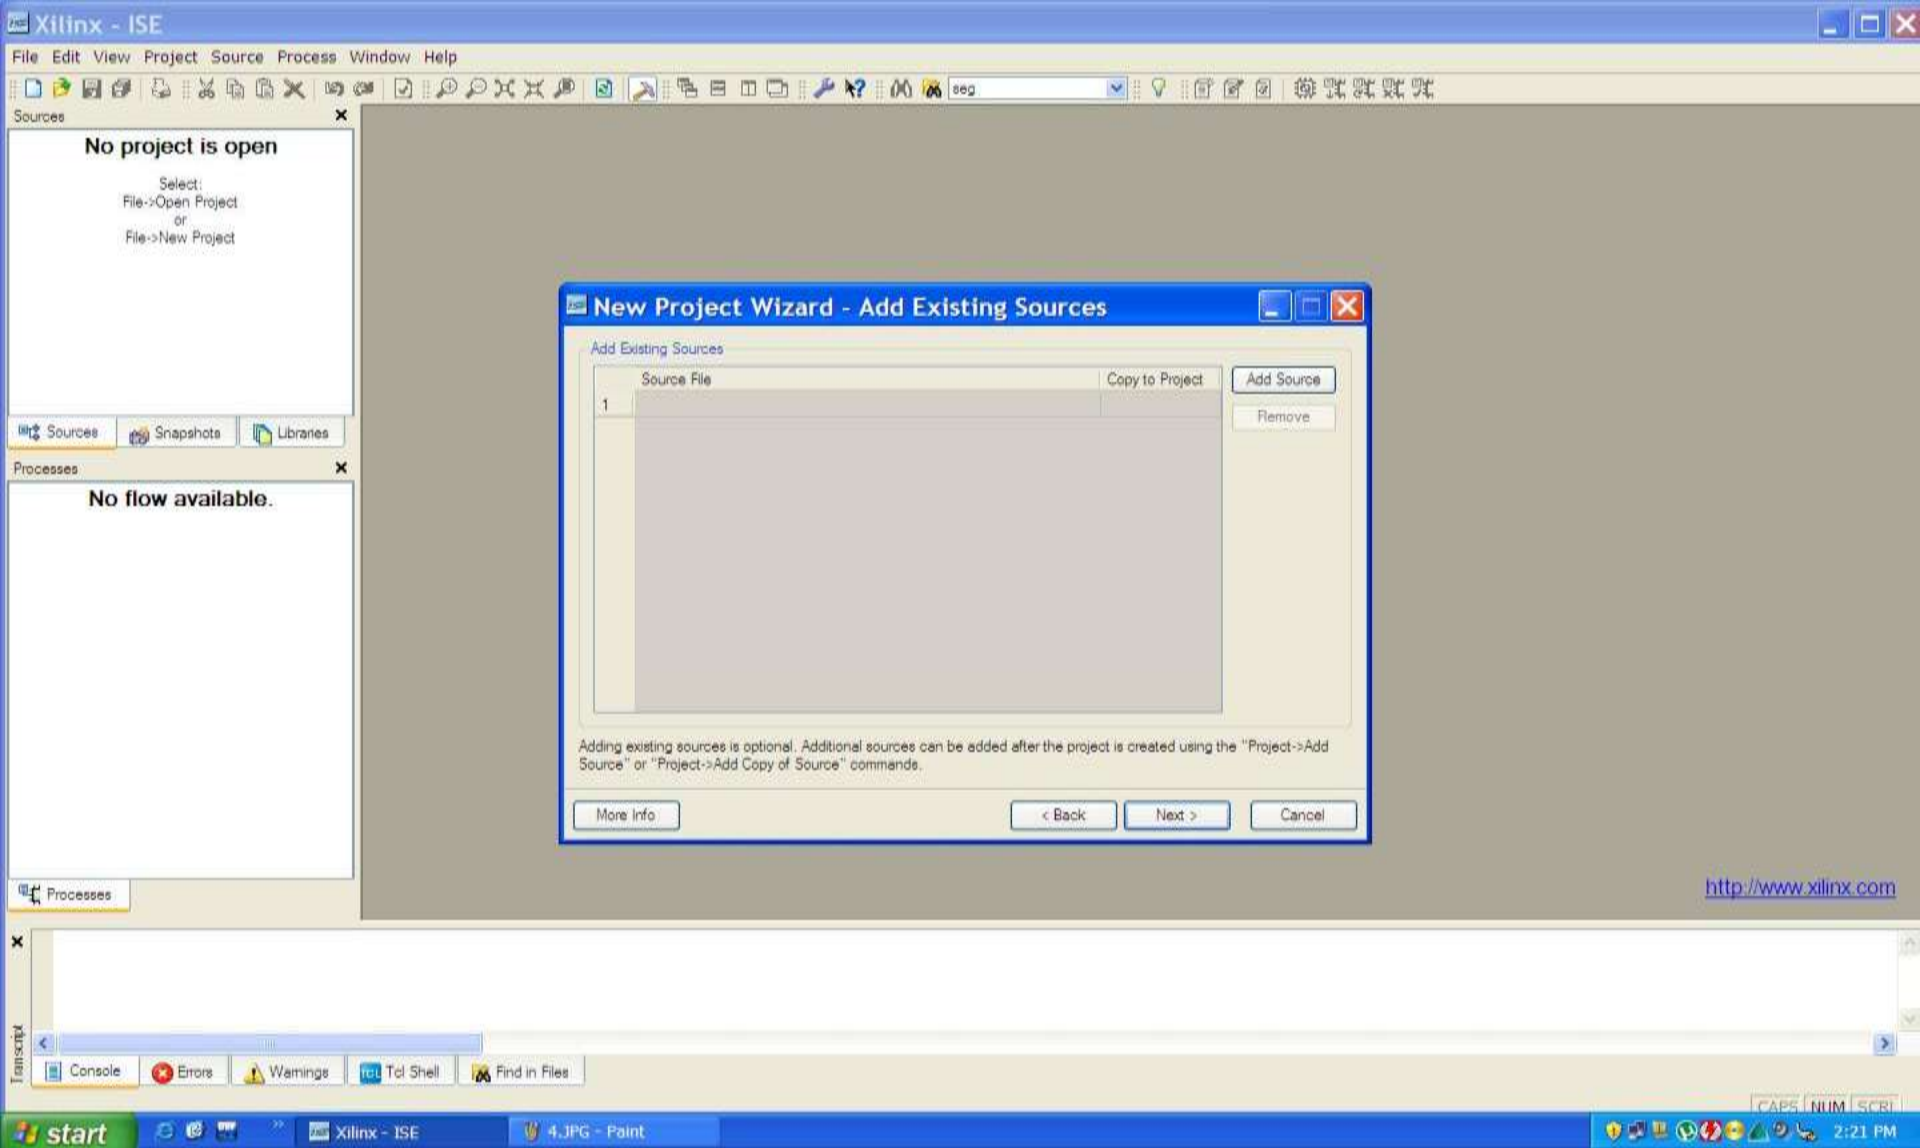 Xilinx - ISE
File Edit View Project Source Process Window Help
seg
Sources
No project is open
Select:
File->Open Project
or
File->New Project
Sources Snapshots Libraries
Processes
No flow available.
Processes
New Project Wizard - Add Existing Sources
Add Existing Sources
Source File Copy to Project
1
Add Source
Remove
Adding existing sources is optional. Additional sources can be added after the project is created using the "Project->Add
Source" or "Project->Add Copy of Source" commands.
More Info < Back Next > Cancel
http://www.xilinx.com
Transcript
Console Errors Warnings TCL Tcl Shell Find in Files
CAPS NUM SCRL
start Xilinx - ISE 4.JPG - Paint 2:21 PM